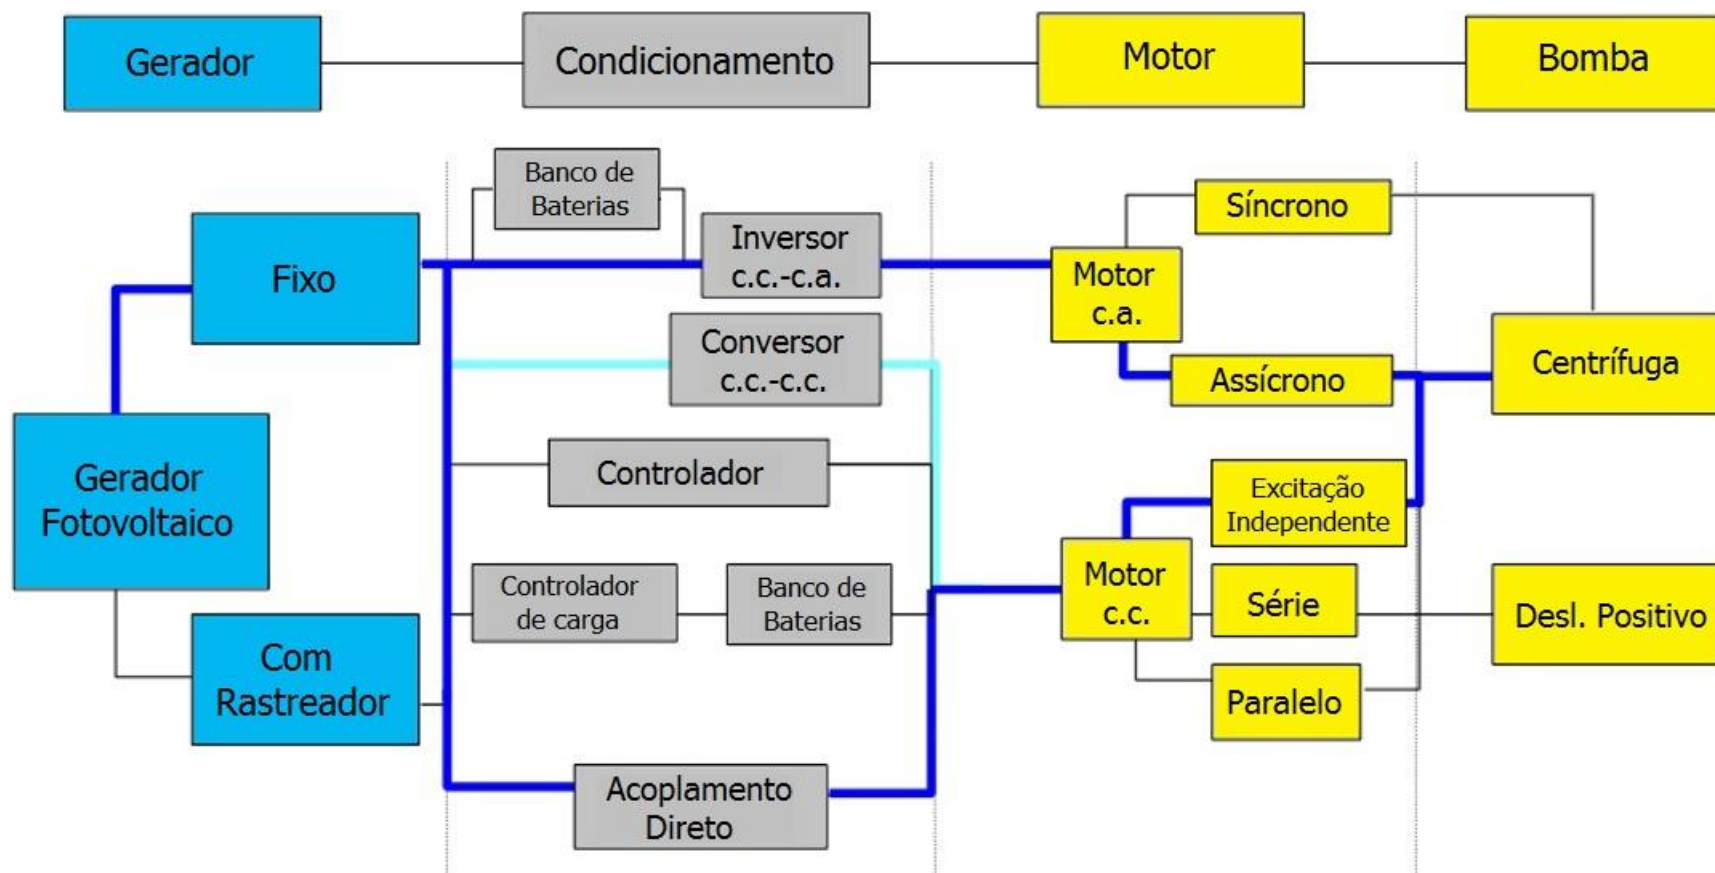 Gerador
Condicionamento
Motor
Bomba
Banco de
Baterias
Síncrono
Fixo
Inversor
c.c.-c.a.
Motor
c.a.
Conversor
c.c.-c.c.
Assícrono
Centrífuga
Gerador
Fotovoltaico
Controlador
Excitação
Independente
Controlador
de carga
Banco de
Baterias
Motor
c.c.
Série
Desl. Positivo
Com
Rastreador
Paralelo
Acoplamento
Direto